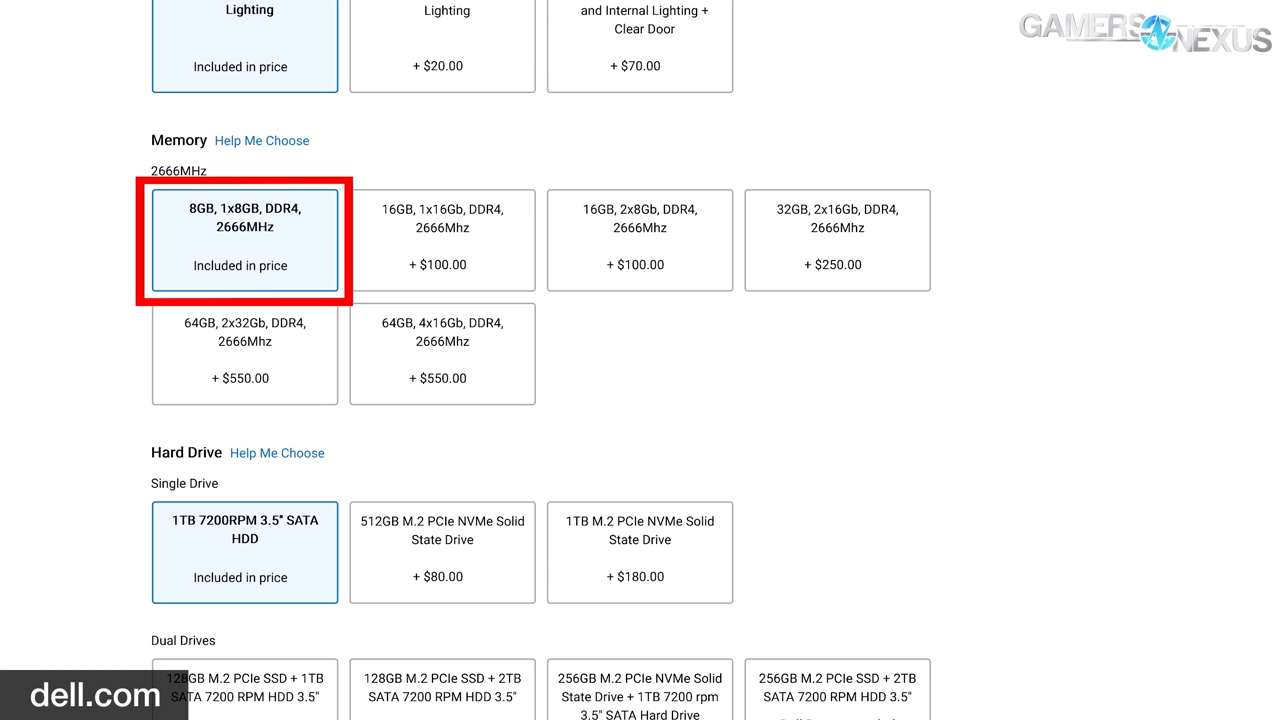 Lighting
Included in price
Lighting
+ $20.00
and Internal Lighting +
Clear Door
+ $70.00
GAMERS NEXUS
Memory Help Me Choose
2666MHz
8GB, 1x8GB, DDR4,
2666MHz
Included in price
16GB, 1x16Gb, DDR4,
2666Mhz
+ $100.00
16GB, 2x8Gb, DDR4,
2666Mhz
+ $100.00
32GB, 2x16Gb, DDR4,
2666Mhz
+ $250.00
64GB, 2x32Gb, DDR4,
2666Mhz
+ $550.00
64GB, 4x16Gb, DDR4,
2666Mhz
+ $550.00
Hard Drive Help Me Choose
Single Drive
1TB 7200RPM 3.5" SATA
HDD
Included in price
512GB M.2 PCIe NVMe Solid
State Drive
+ $80.00
1TB M.2 PCIe NVMe Solid
State Drive
+ $180.00
Dual Drives
128GB M.2 PCIe SSD + 1TB
SATA 7200 RPM HDD 3.5"
128GB M.2 PCIe SSD + 2TB
SATA 7200 RPM HDD 3.5"
256GB M.2 PCIe NVMe Solid
State Drive + 1TB 7200 rpm
3.5" SATA Hard Drive
256GB M.2 PCIe SSD + 2TB
SATA 7200 RPM HDD 3.5"
dell.com